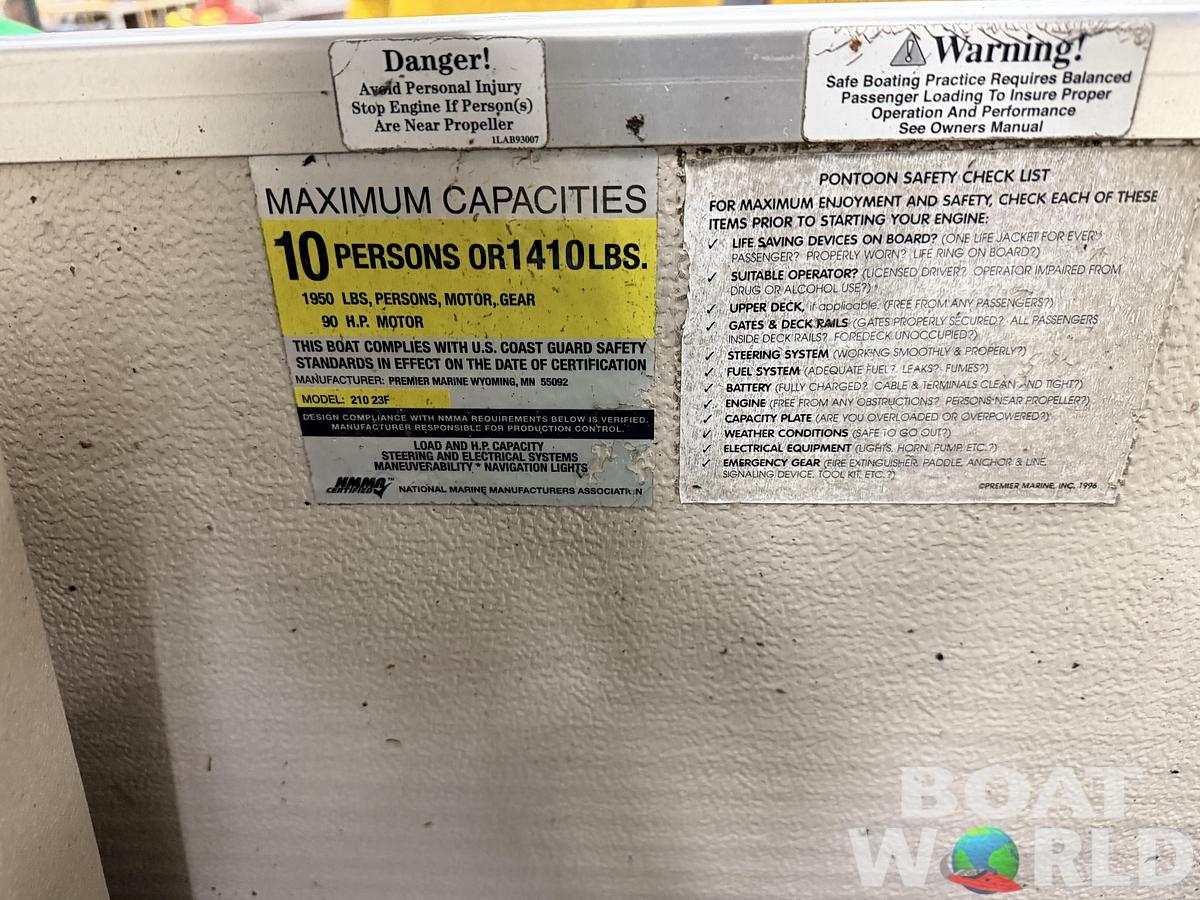 Danger!
Avoid Personal Injury
Stop Engine If Person(s)
Are Near Propeller
1LAB93007
Warning!
Safe Boating Practice Requires Balanced
Passenger Loading To Insure Proper
Operation And Performance
See Owners Manual
MAXIMUM CAPACITIES
10 PERSONS OR 1410 LBS.
1950 LBS, PERSONS, MOTOR, GEAR
90 H.P. MOTOR
THIS BOAT COMPLIES WITH U.S. COAST GUARD SAFETY
STANDARDS IN EFFECT ON THE DATE OF CERTIFICATION
MANUFACTURER: PREMIER MARINE WYOMING, MN 55092
MODEL: 210 23F
DESIGN COMPLIANCE WITH NMMA REQUIREMENTS BELOW IS VERIFIED.
MANUFACTURER RESPONSIBLE FOR PRODUCTION CONTROL.
LOAD AND H.P. CAPACITY
STEERING AND ELECTRICAL SYSTEMS
MANEUVERABILITY * NAVIGATION LIGHTS
NMMA™
CERTIFIED
NATIONAL MARINE MANUFACTURERS ASSOCIATION
PONTOON SAFETY CHECK LIST
FOR MAXIMUM ENJOYMENT AND SAFETY, CHECK EACH OF THESE
ITEMS PRIOR TO STARTING YOUR ENGINE:
✓ LIFE SAVING DEVICES ON BOARD? (ONE LIFE JACKET FOR EVERY
PASSENGER? PROPERLY WORN? LIFE RING ON BOARD?)
✓ SUITABLE OPERATOR? (LICENSED DRIVER? OPERATOR IMPAIRED FROM
DRUG OR ALCOHOL USE?)
✓ UPPER DECK, if applicable. (FREE FROM ANY PASSENGERS?)
✓ GATES & DECK RAILS (GATES PROPERLY SECURED? ALL PASSENGERS
INSIDE DECK RAILS? FOREDECK UNOCCUPIED?)
✓ STEERING SYSTEM (WORKING SMOOTHLY & PROPERLY?)
✓ FUEL SYSTEM (ADEQUATE FUEL? LEAKS? FUMES?)
✓ BATTERY (FULLY CHARGED? CABLE & TERMINALS CLEAN AND TIGHT?)
✓ ENGINE (FREE FROM ANY OBSTRUCTIONS? PERSONS NEAR PROPELLER?)
✓ CAPACITY PLATE (ARE YOU OVERLOADED OR OVERPOWERED?)
✓ WEATHER CONDITIONS (SAFE TO GO OUT?)
✓ ELECTRICAL EQUIPMENT (LIGHTS, HORN, PUMP, ETC.?)
✓ EMERGENCY GEAR (FIRE EXTINGUISHER, PADDLE, ANCHOR & LINE,
SIGNALING DEVICE, TOOL KIT, ETC.?)
©PREMIER MARINE, INC. 1996
BOAT
WORLD